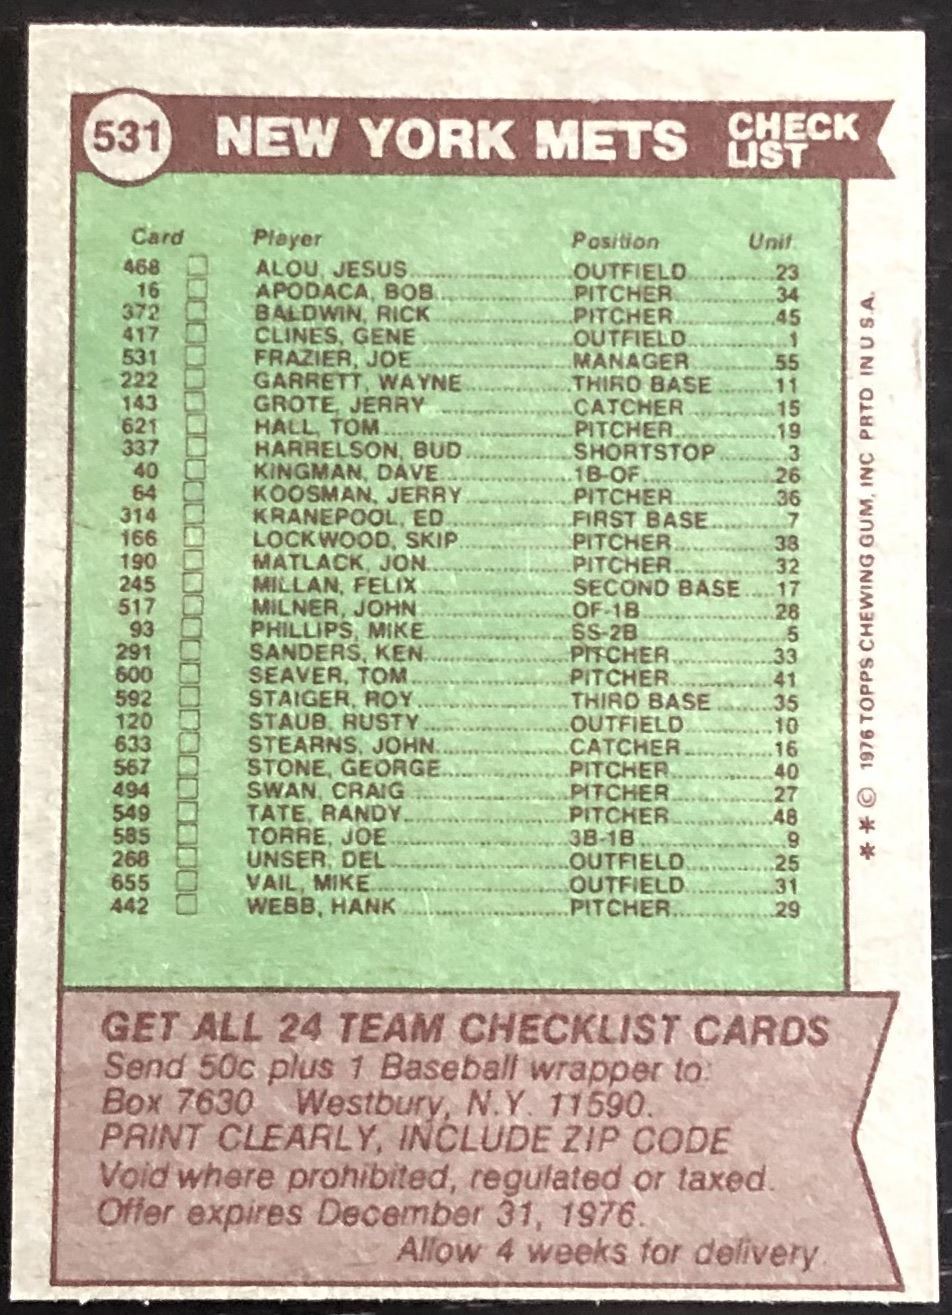 531 NEW YORK METS CHECK LIST
Card Player Position Unif.
468 ALOU, JESUS OUTFIELD 23
16 APODACA, BOB PITCHER 34
372 BALDWIN, RICK PITCHER 45
417 CLINES, GENE OUTFIELD 1
531 FRAZIER, JOE MANAGER 55
222 GARRETT, WAYNE THIRD BASE 11
143 GROTE, JERRY CATCHER 15
621 HALL, TOM PITCHER 19
337 HARRELSON, BUD SHORTSTOP 3
40 KINGMAN, DAVE 1B-OF 26
64 KOOSMAN, JERRY PITCHER 36
314 KRANEPOOL, ED FIRST BASE 7
166 LOCKWOOD, SKIP PITCHER 38
190 MATLACK, JON PITCHER 32
245 MILLAN, FELIX SECOND BASE 17
517 MILNER, JOHN OF-1B 28
93 PHILLIPS, MIKE SS-2B 5
291 SANDERS, KEN PITCHER 33
600 SEAVER, TOM PITCHER 41
592 STAIGER, ROY THIRD BASE 35
120 STAUB, RUSTY OUTFIELD 10
633 STEARNS, JOHN CATCHER 16
567 STONE, GEORGE PITCHER 40
494 SWAN, CRAIG PITCHER 27
549 TATE, RANDY PITCHER 48
585 TORRE, JOE 3B-1B 9
268 UNSER, DEL OUTFIELD 25
655 VAIL, MIKE OUTFIELD 31
442 WEBB, HANK PITCHER 29
GET ALL 24 TEAM CHECKLIST CARDS
Send 50c plus 1 Baseball wrapper to:
Box 7630 Westbury, N.Y. 11590.
PRINT CLEARLY, INCLUDE ZIP CODE
Void where prohibited, regulated or taxed.
Offer expires December 31, 1976.
Allow 4 weeks for delivery.
**© 1976 TOPPS CHEWING GUM, INC PRTD IN U.S.A.